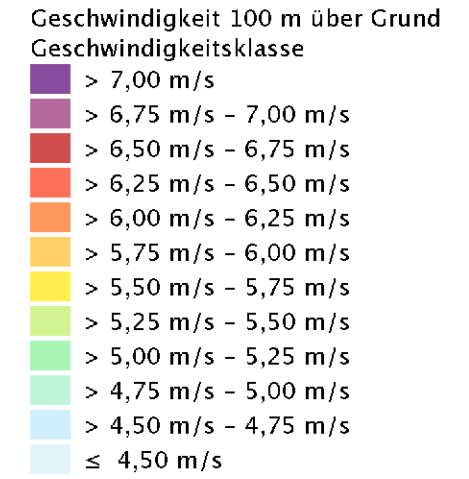 Geschwindigkeit 100 m über Grund
Geschwindigkeitsklasse
> 7,00 m/s
> 6,75 m/s – 7,00 m/s
> 6,50 m/s – 6,75 m/s
> 6,25 m/s – 6,50 m/s
> 6,00 m/s – 6,25 m/s
> 5,75 m/s – 6,00 m/s
> 5,50 m/s – 5,75 m/s
> 5,25 m/s – 5,50 m/s
> 5,00 m/s – 5,25 m/s
> 4,75 m/s – 5,00 m/s
> 4,50 m/s – 4,75 m/s
≤ 4,50 m/s